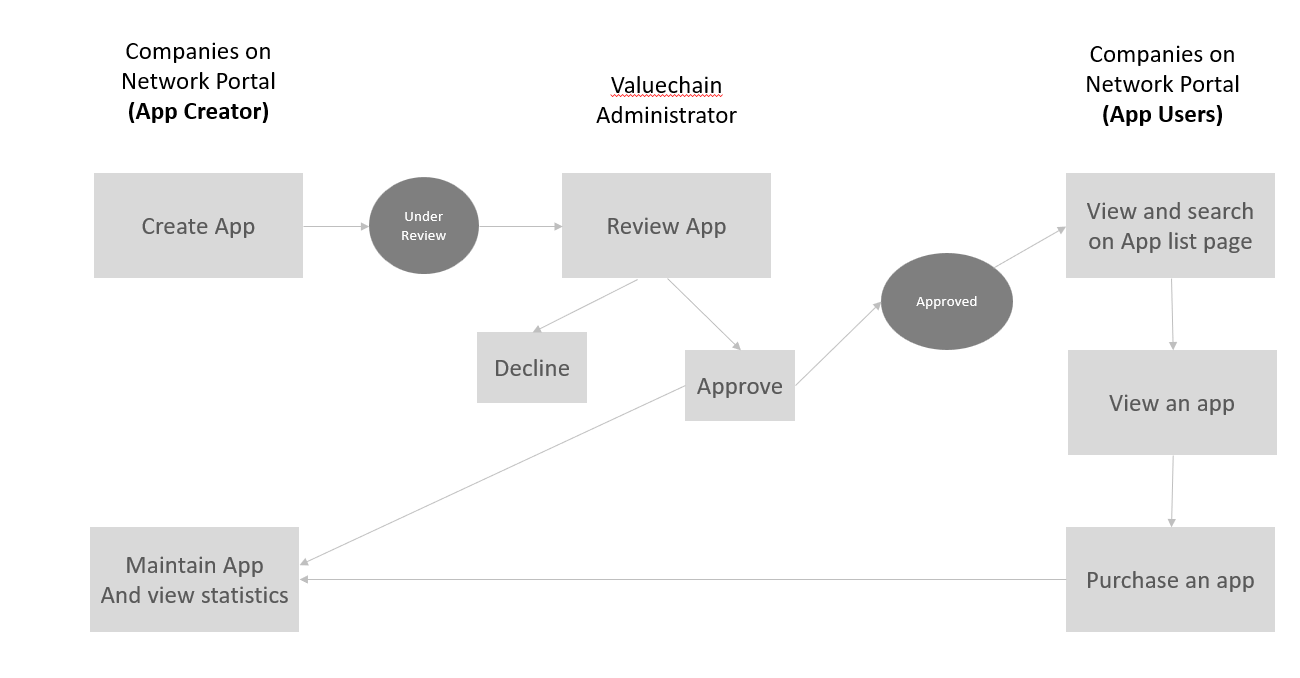 Companies on
Network Portal
(App Creator)
Valuechain
Administrator
Companies on
Network Portal
(App Users)
Create App
Under
Review
Review App
View and search
on App list page
Approved
Decline
Approve
View an app
Maintain App
And view statistics
Purchase an app